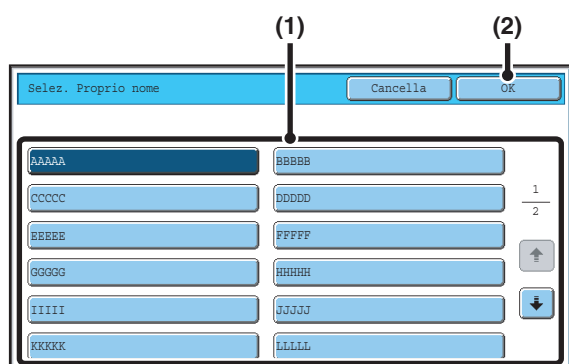 (1) (2)
Selez. Proprio nome Cancella OK
AAAAA BBBBB
CCCCC DDDDD
1
2
EEEEE FFFFF
GGGGG HHHHH
IIIII JJJJJ
KKKKK LLLLL